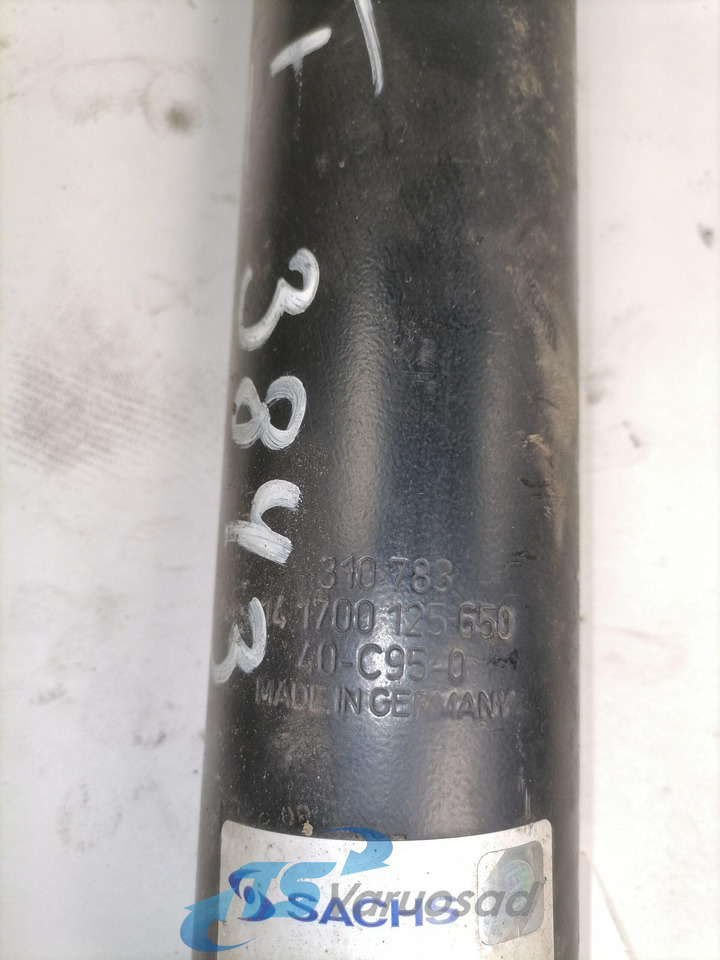 T
3843
310 783
14 1700 125 650
40-C95-0
MADE IN GERMANY
SACHS
Varuosad